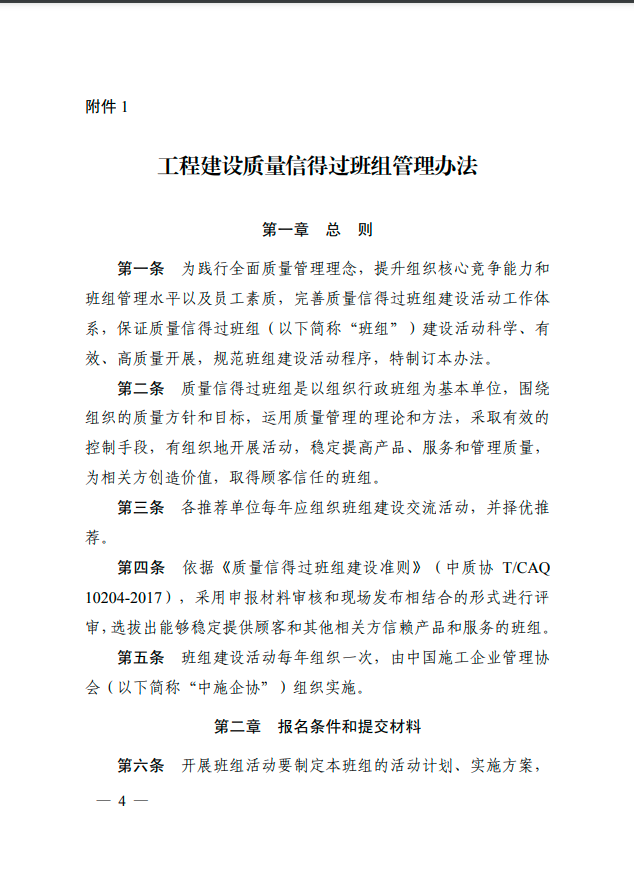 附件 1
工程建设质量信得过班组管理办法
第一章 总 则
第一条 为践行全面质量管理理念，提升组织核心竞争能力和
班组管理水平以及员工素质，完善质量信得过班组建设活动工作体
系，保证质量信得过班组（以下简称“班组”）建设活动科学、有
效、高质量开展，规范班组建设活动程序，特制订本办法。
第二条 质量信得过班组是以组织行政班组为基本单位，围绕
组织的质量方针和目标，运用质量管理的理论和方法，采取有效的
控制手段，有组织地开展活动，稳定提高产品、服务和管理质量，
为相关方创造价值，取得顾客信任的班组。
第三条 各推荐单位每年应组织班组建设交流活动，并择优推
荐。
第四条 依据《质量信得过班组建设准则》（中质协 T/CAQ
10204-2017），采用申报材料审核和现场发布相结合的形式进行评
审，选拔出能够稳定提供顾客和其他相关方信赖产品和服务的班组。
第五条 班组建设活动每年组织一次，由中国施工企业管理协
会（以下简称“中施企协”）组织实施。
第二章 报名条件和提交材料
第六条 开展班组活动要制定本班组的活动计划、实施方案，
— 4 —